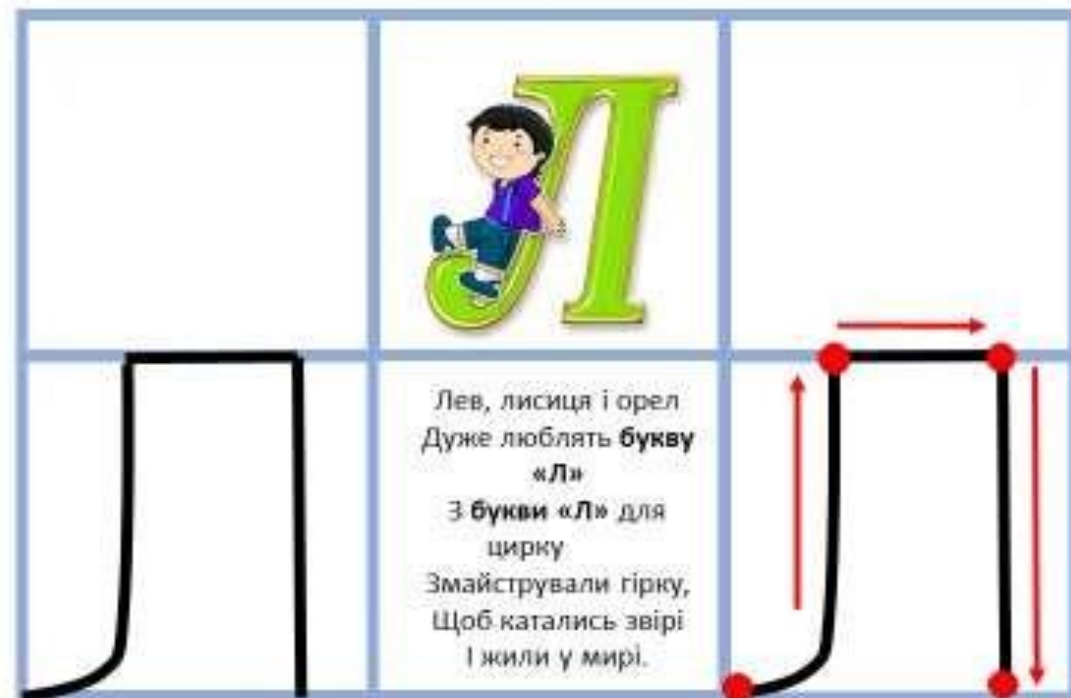 Л
Лев, лисиця і орел
Дуже люблять букву
«Л»
З букви «Л» для
цирку
Змайстрували гірку,
Щоб катались звірі
І жили у мирі.
Л
Л